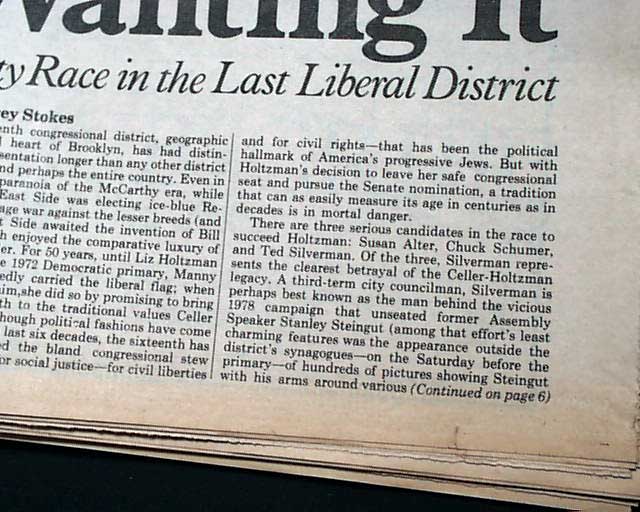 Wanting It
ty Race in the Last Liberal District
ey Stokes
nth congressional district, geographic
heart of Brooklyn, has had distin-
sentation longer than any other district
nd perhaps the entire country. Even in
paranoia of the McCarthy era, while
East Side was electing ice-blue Re-
age war against the lesser breeds (and
t Side awaited the invention of Bill
h enjoyed the comparative luxury of
er. For 50 years, until Liz Holtzman
e 1972 Democratic primary, Manny
edly carried the liberal flag; when
im, she did so by promising to bring
th to the traditional values Celler
hough political fashions have come
last six decades, the sixteenth has
d the bland congressional stew
or social justice—for civil liberties
and for civil rights—that has been the political
hallmark of America's progressive Jews. But with
Holtzman's decision to leave her safe congressional
seat and pursue the Senate nomination, a tradition
that can as easily measure its age in centuries as in
decades is in mortal danger.
There are three serious candidates in the race to
succeed Holtzman: Susan Alter, Chuck Schumer,
and Ted Silverman. Of the three, Silverman repre-
sents the clearest betrayal of the Celler-Holtzman
legacy. A third-term city councilman, Silverman is
perhaps best known as the man behind the vicious
1978 campaign that unseated former Assembly
Speaker Stanley Steingut (among that effort's least
charming features was the appearance outside the
district's synagogues—on the Saturday before the
primary—of hundreds of pictures showing Steingut
with his arms around various (Continued on page 6)